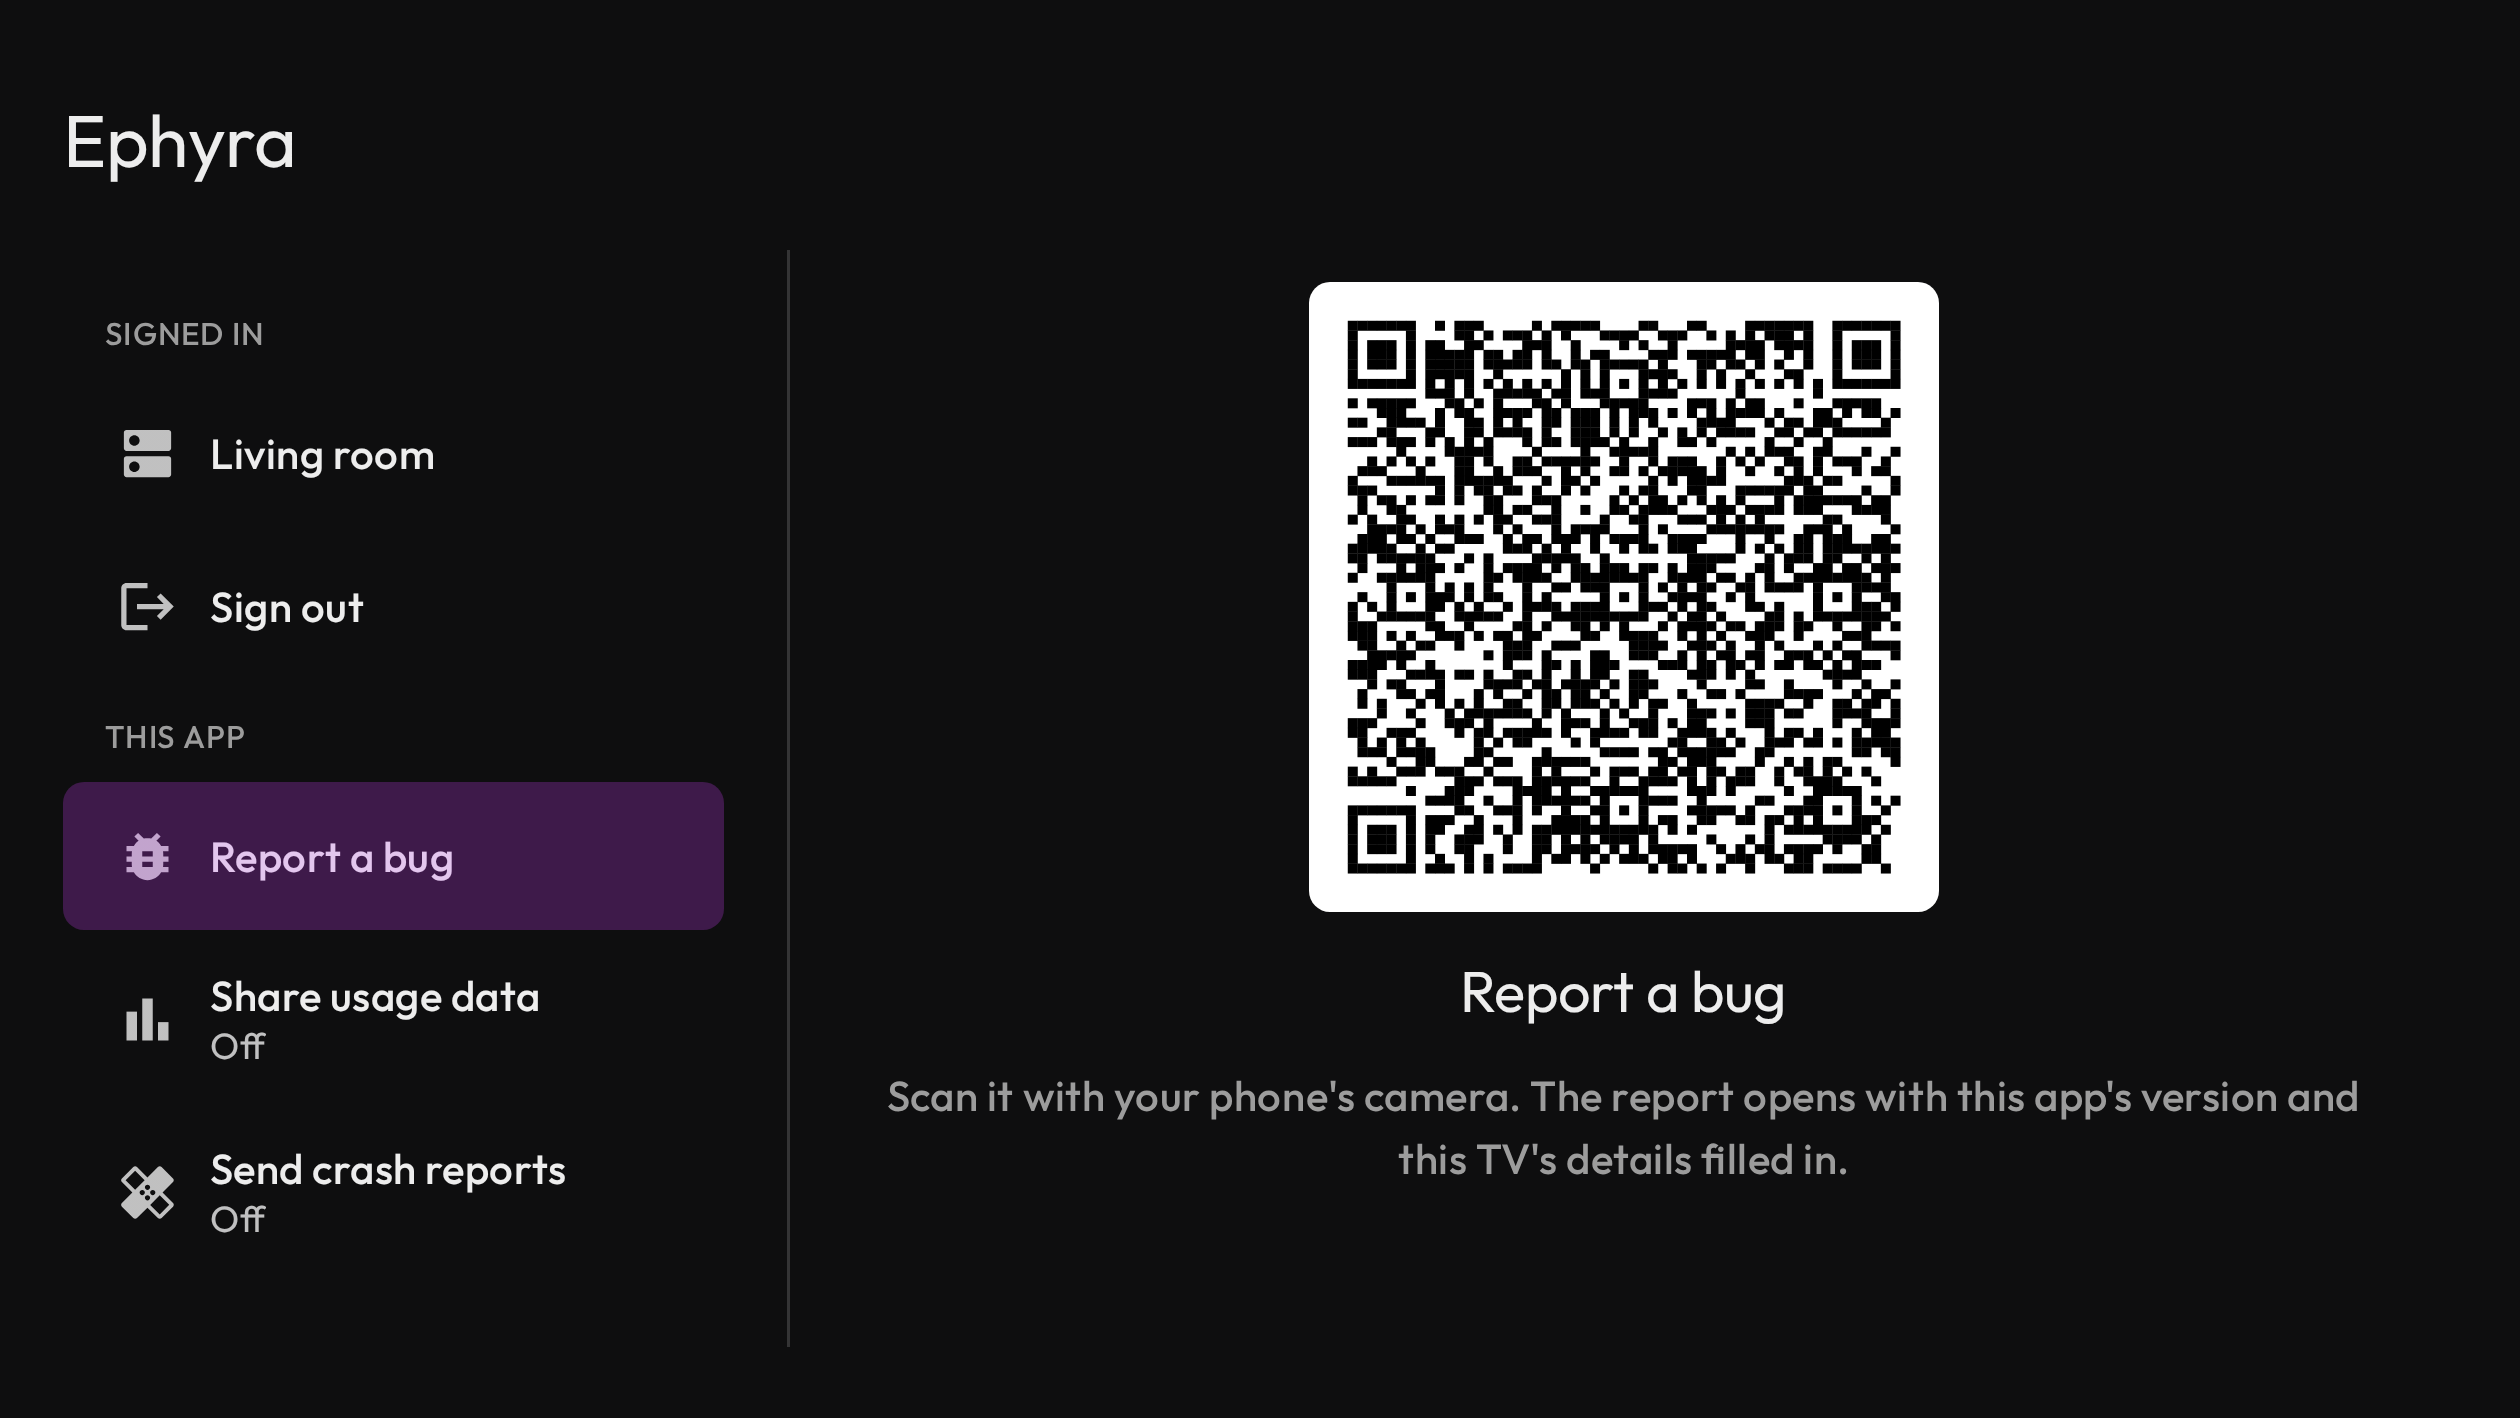 Ephyra
SIGNED IN
Living room
Sign out
THIS APP
Report a bug
Share usage data
Off
Send crash reports
Off
Report a bug
Scan it with your phone's camera. The report opens with this app's version and
this TV's details filled in.